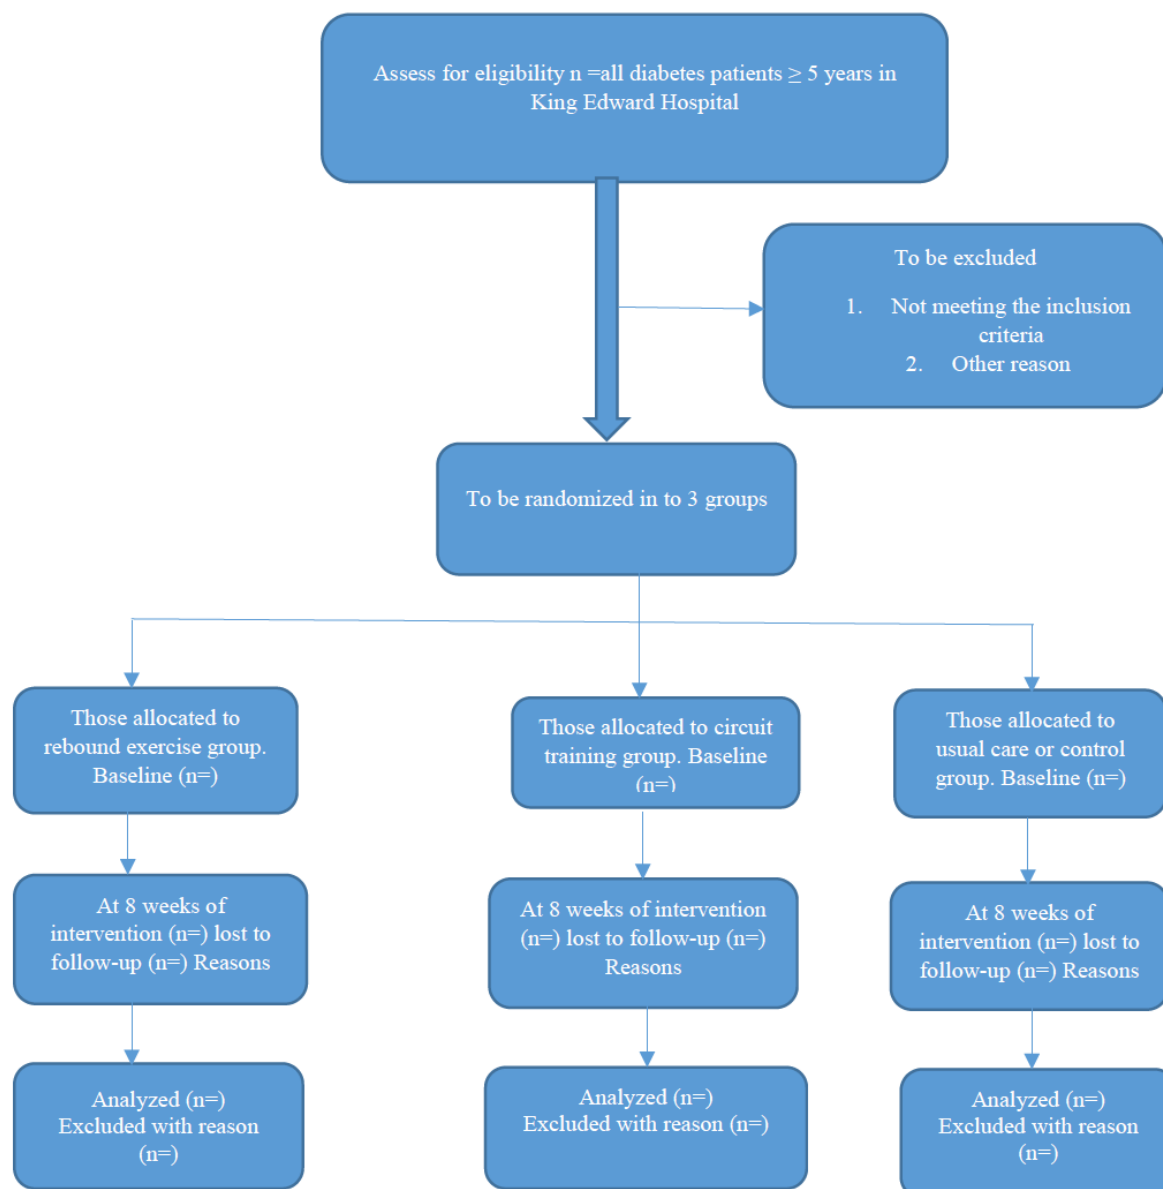 Assess for eligibility n =all diabetes patients ≥ 5 years in
King Edward Hospital
To be excluded
1. Not meeting the inclusion
criteria
2. Other reason
To be randomized in to 3 groups
Those allocated to
rebound exercise group.
Baseline (n=)
Those allocated to circuit
training group. Baseline
(n=)
Those allocated to
usual care or control
group. Baseline (n=)
At 8 weeks of
intervention (n=) lost to
follow-up (n=) Reasons
At 8 weeks of intervention
(n=) lost to follow-up (n=)
Reasons
At 8 weeks of
intervention (n=) lost to
follow-up (n=) Reasons
Analyzed (n=)
Excluded with reason
(n=)
Analyzed (n=)
Excluded with reason (n=)
Analyzed (n=)
Excluded with reason
(n=)